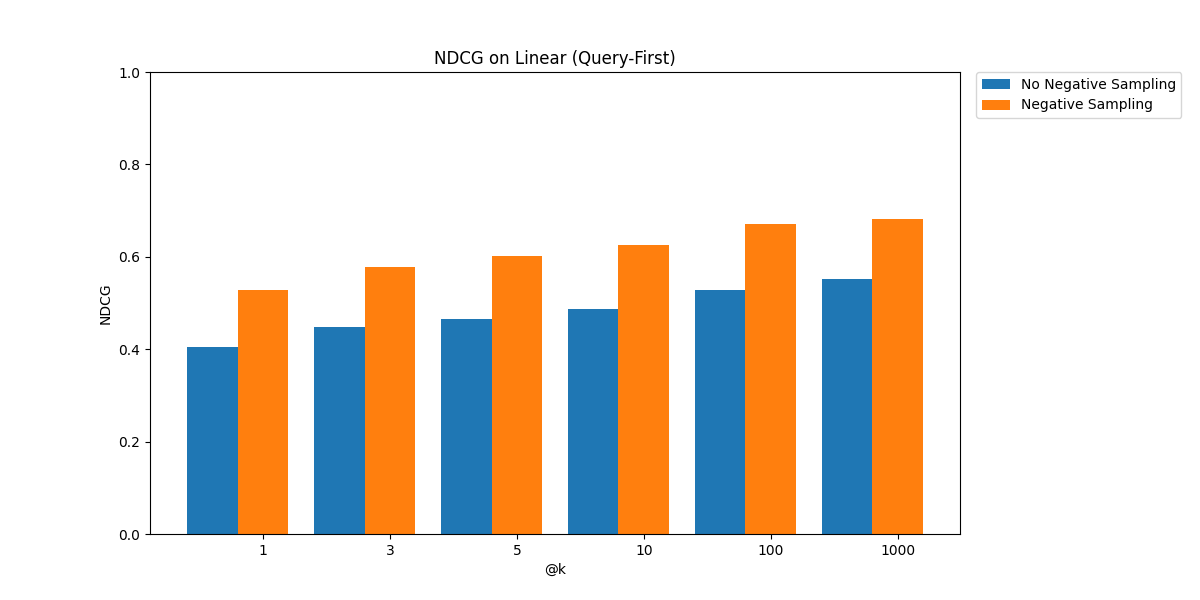 NDCG on Linear (Query-First)
No Negative Sampling
Negative Sampling
1.0
0.8
0.6
0.4
0.2
0.0
NDCG
1 3 5 10 100 1000
@k